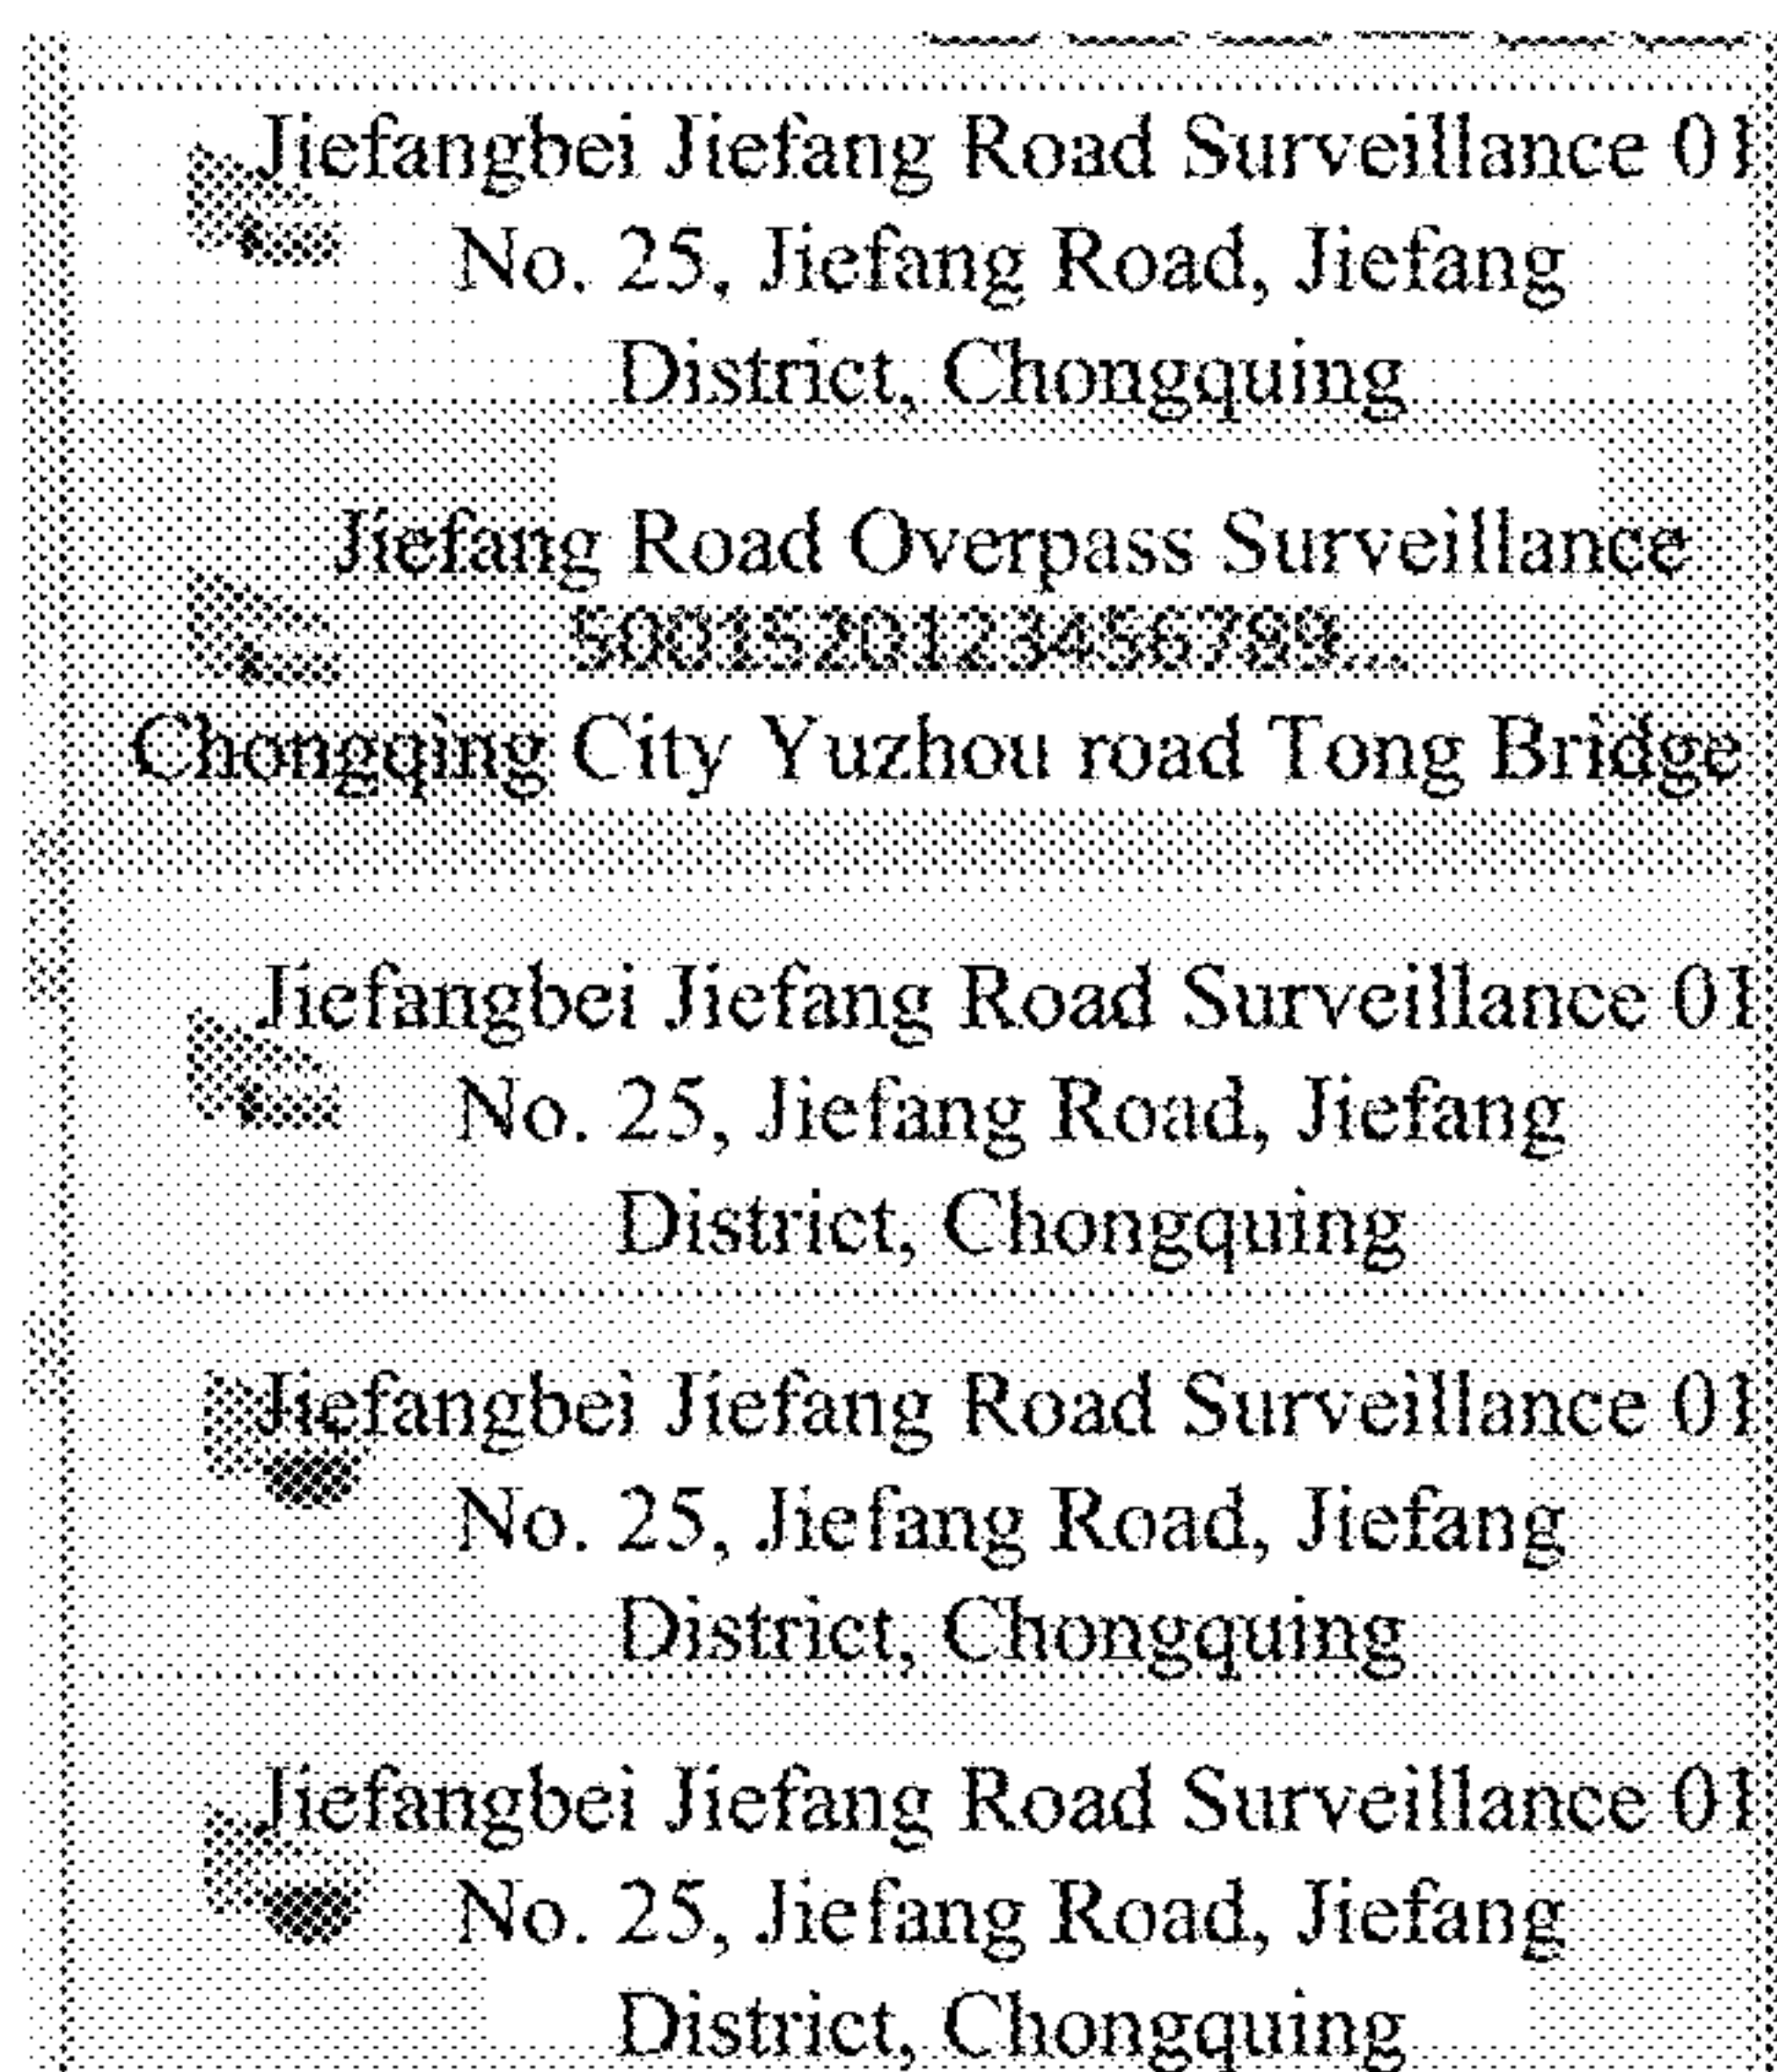 Jiefangbei Jiefang Road Surveillance 01
No. 25, Jiefang Road, Jiefang
District, Chongquing
Jiefang Road Overpass Surveillance
5001520123456789...
Chongqing City Yuzhou road Tong Bridge
Jiefangbei Jiefang Road Surveillance 01
No. 25, Jiefang Road, Jiefang
District, Chongquing
Jiefangbei Jiefang Road Surveillance 01
No. 25, Jiefang Road, Jiefang
District, Chongquing
Jiefangbei Jiefang Road Surveillance 01
No. 25, Jiefang Road, Jiefang
District, Chongquing